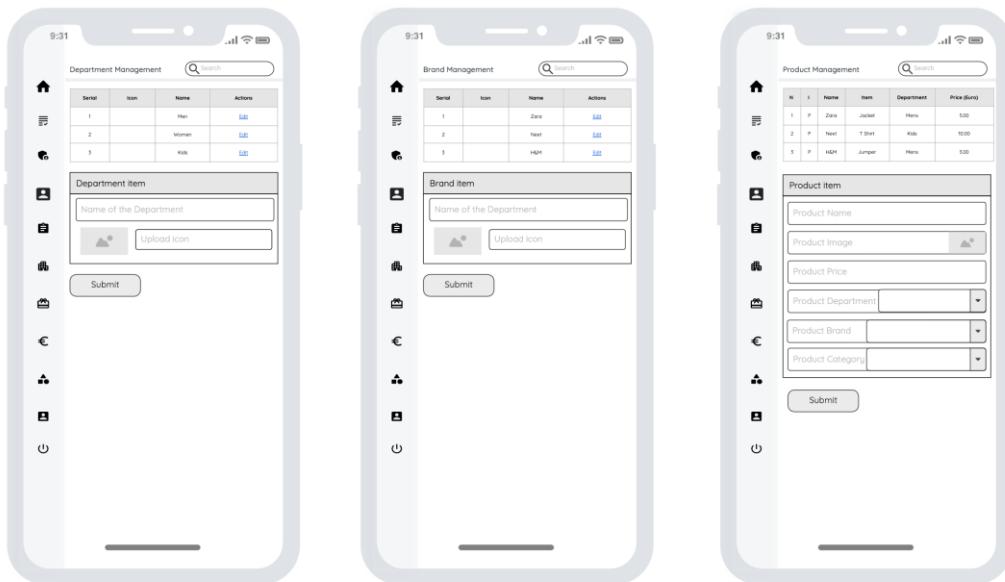 9:31
Department Management
Search
Serial Icon Name Actions
1 Men Edit
2 Women Edit
3 Kids Edit
Department item
Name of the Department
Upload icon
Submit
9:31
Brand Management
Search
Serial Icon Name Actions
1 Zara Edit
2 Next Edit
3 H&M Edit
Brand item
Name of the Department
Upload icon
Submit
9:31
Product Management
Search
N Name Item Department Price (Euro)
1 P Zara Jacket Mens 5.00
2 P Next T Shirt Kids 10.00
3 P H&M Jumper Mens 5.00
Product item
Product Name
Product Image
Product Price
Product Department
Product Brand
Product Category
Submit